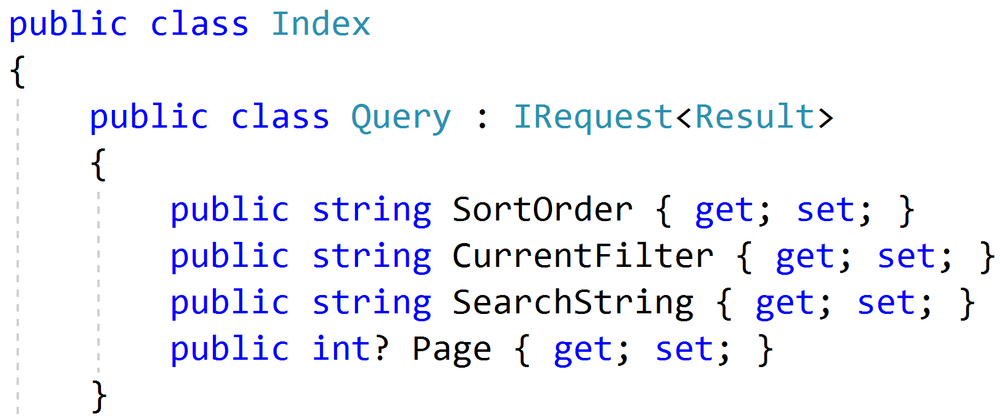 public class Index
{
    public class Query : IRequest<Result>
    {
        public string SortOrder { get; set; }
        public string CurrentFilter { get; set; }
        public string SearchString { get; set; }
        public int? Page { get; set; }
    }